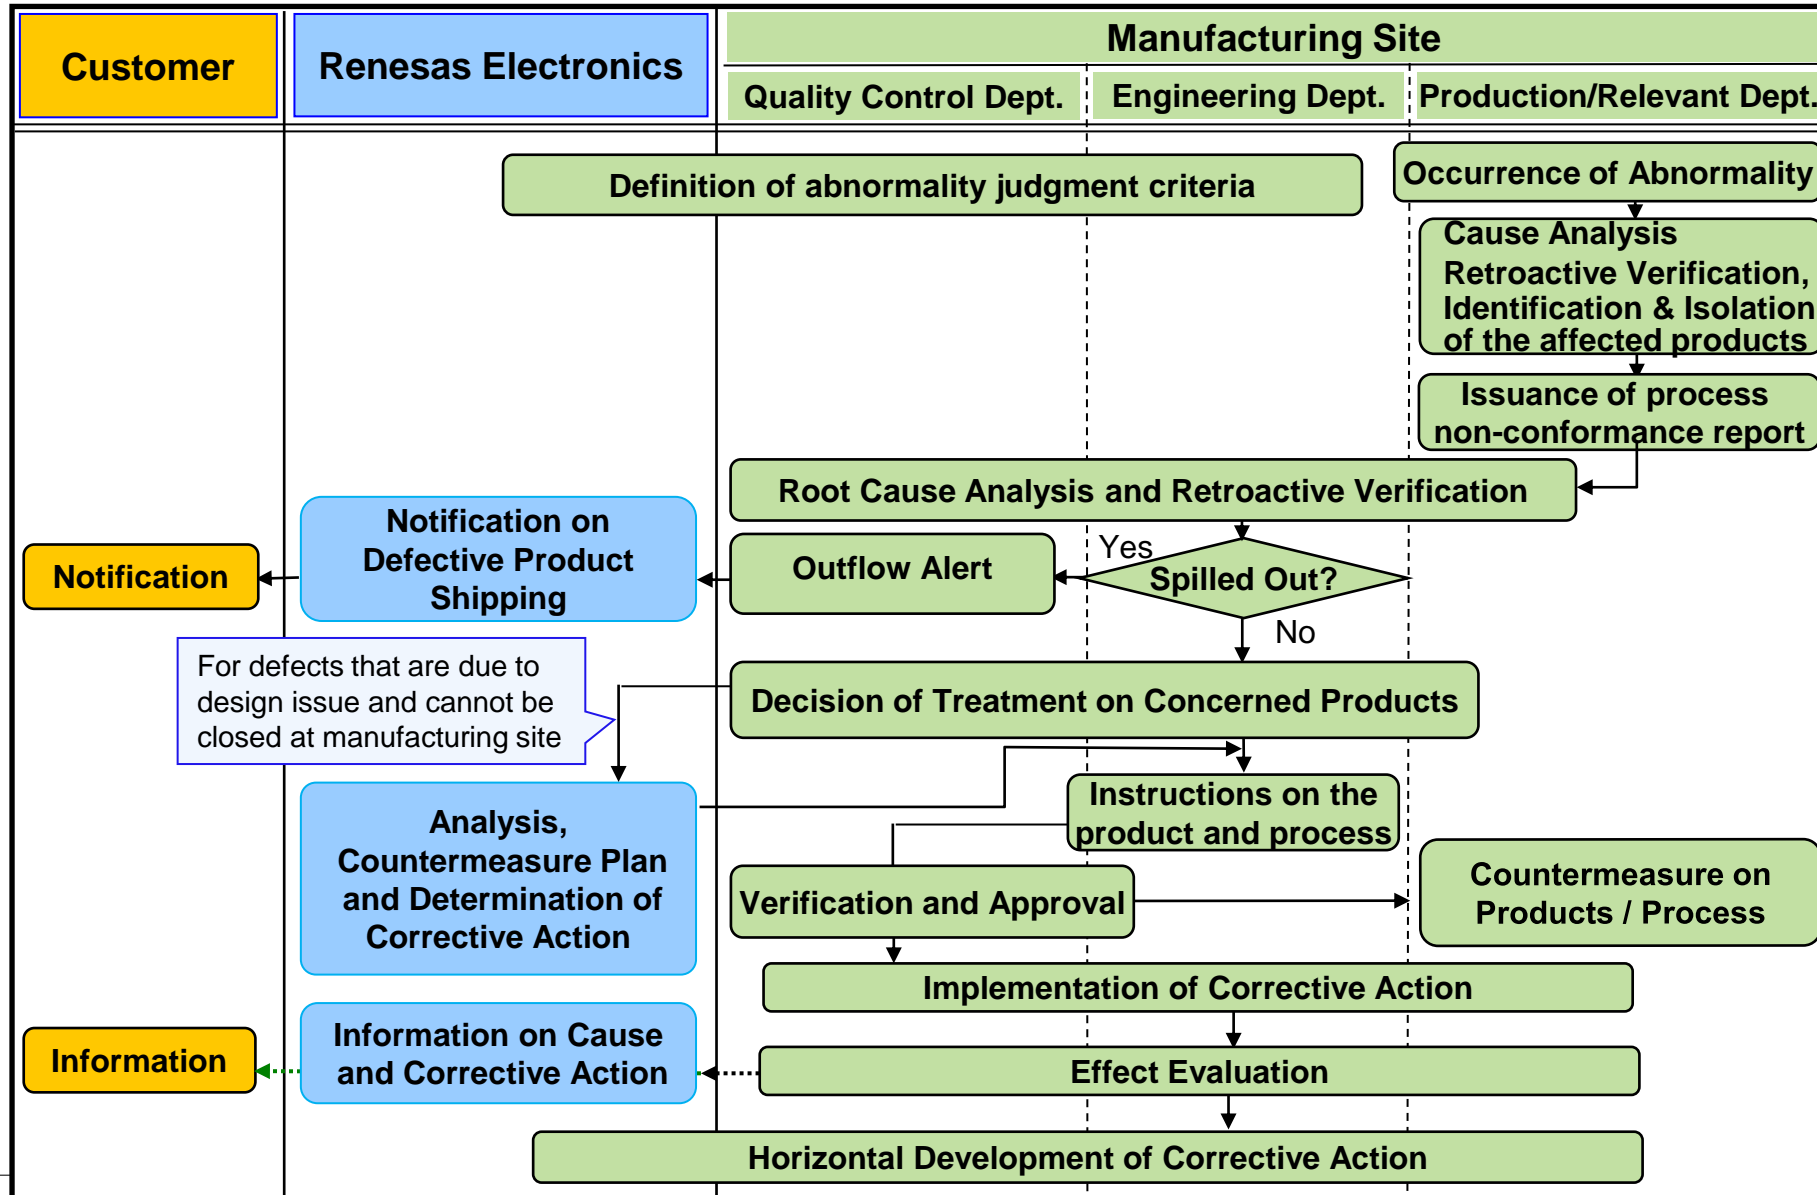 Customer
Renesas Electronics
Manufacturing Site
Quality Control Dept.
Engineering Dept.
Production/Relevant Dept.
Definition of abnormality judgment criteria
Occurrence of Abnormality
Cause Analysis
Retroactive Verification,
Identification & Isolation
of the affected products
Issuance of process
non-conformance report
Root Cause Analysis and Retroactive Verification
Notification
Notification on
Defective Product
Shipping
Outflow Alert
Yes
Spilled Out?
No
For defects that are due to
design issue and cannot be
closed at manufacturing site
Decision of Treatment on Concerned Products
Analysis,
Countermeasure Plan
and Determination of
Corrective Action
Instructions on the
product and process
Verification and Approval
Countermeasure on
Products / Process
Implementation of Corrective Action
Information
Information on Cause
and Corrective Action
Effect Evaluation
Horizontal Development of Corrective Action